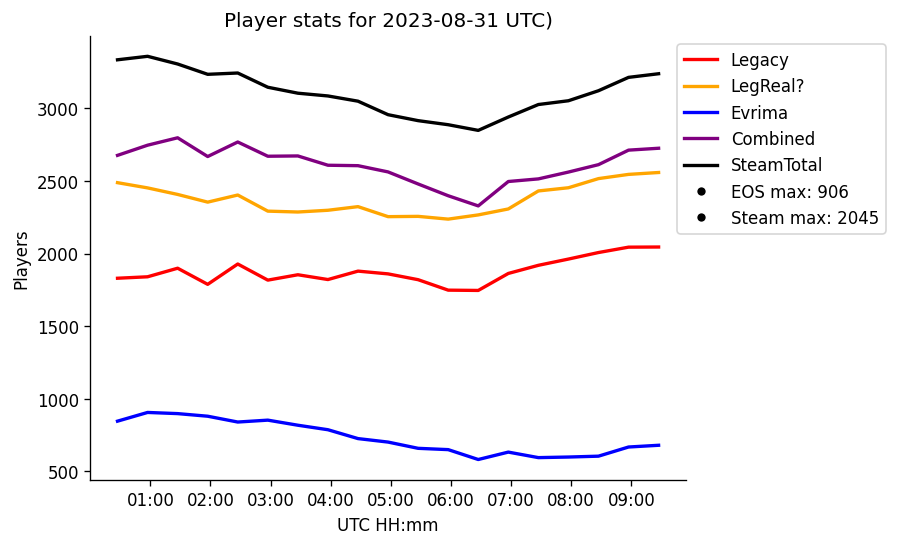 Player stats for 2023-08-31 UTC)
Legacy
LegReal?
Evrima
Combined
SteamTotal
EOS max: 906
Steam max: 2045
Players
3000
2500
2000
1500
1000
500
01:00 02:00 03:00 04:00 05:00 06:00 07:00 08:00 09:00
UTC HH:mm